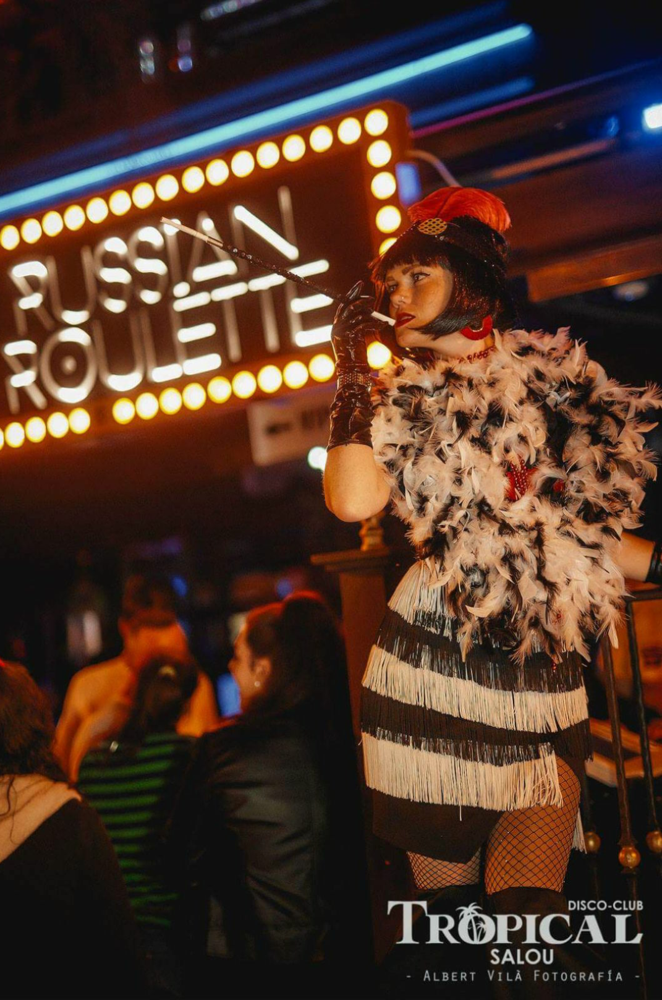 RUSSIAN
ROULETTE
DISCO-CLUB
TROPICAL
SALOU
- ALBERT VILÀ FOTOGRAFÍA -